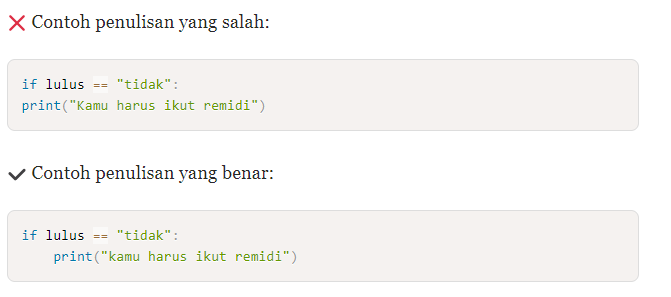 Contoh penulisan yang salah:
if lulus == "tidak":
print("Kamu harus ikut remidi")
Contoh penulisan yang benar:
if lulus == "tidak":
    print("kamu harus ikut remidi")